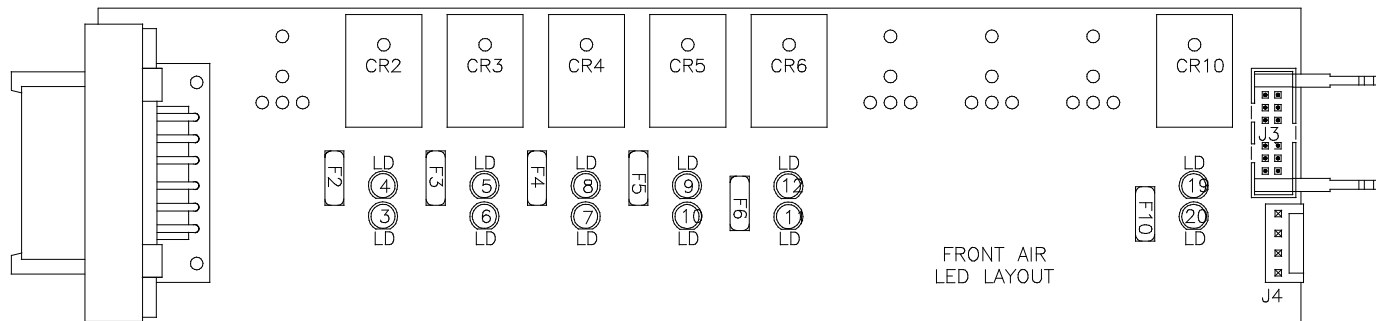 CR2 CR3 CR4 CR5 CR6 CR10
J3
LD LD LD LD LD LD
F2 4 F3 5 F4 8 F5 9 F6 12 F10 19
3 6 7 10 1 20
LD LD LD LD LD LD
FRONT AIR
LED LAYOUT
J4